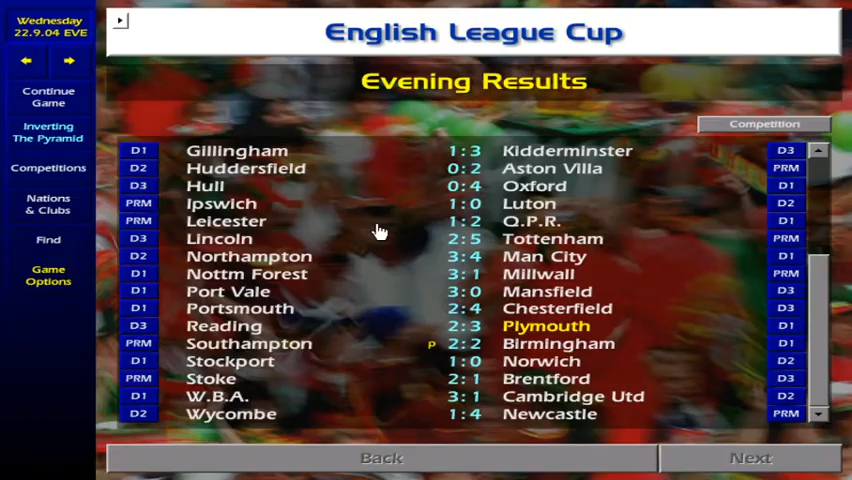 Wednesday
22.9.04 EVE
English League Cup
Evening Results
Continue
Game
Inverting
The Pyramid
Competitions
Nations
& Clubs
Find
Game
Options
Competition
D1 Gillingham 1:3 Kidderminster D3
D2 Huddersfield 0:2 Aston Villa PRM
D3 Hull 0:4 Oxford D1
PRM Ipswich 1:0 Luton D2
PRM Leicester 1:2 Q.P.R. D1
D3 Lincoln 2:5 Tottenham PRM
D2 Northampton 3:4 Man City D1
D1 Nottm Forest 3:1 Millwall PRM
D1 Port Vale 3:0 Mansfield D3
D1 Portsmouth 2:4 Chesterfield D3
D3 Reading 2:3 Plymouth D1
PRM Southampton P 2:2 Birmingham D1
D1 Stockport 1:0 Norwich D2
PRM Stoke 2:1 Brentford D3
D1 W.B.A. 3:1 Cambridge Utd D2
D2 Wycombe 1:4 Newcastle PRM
Back Next